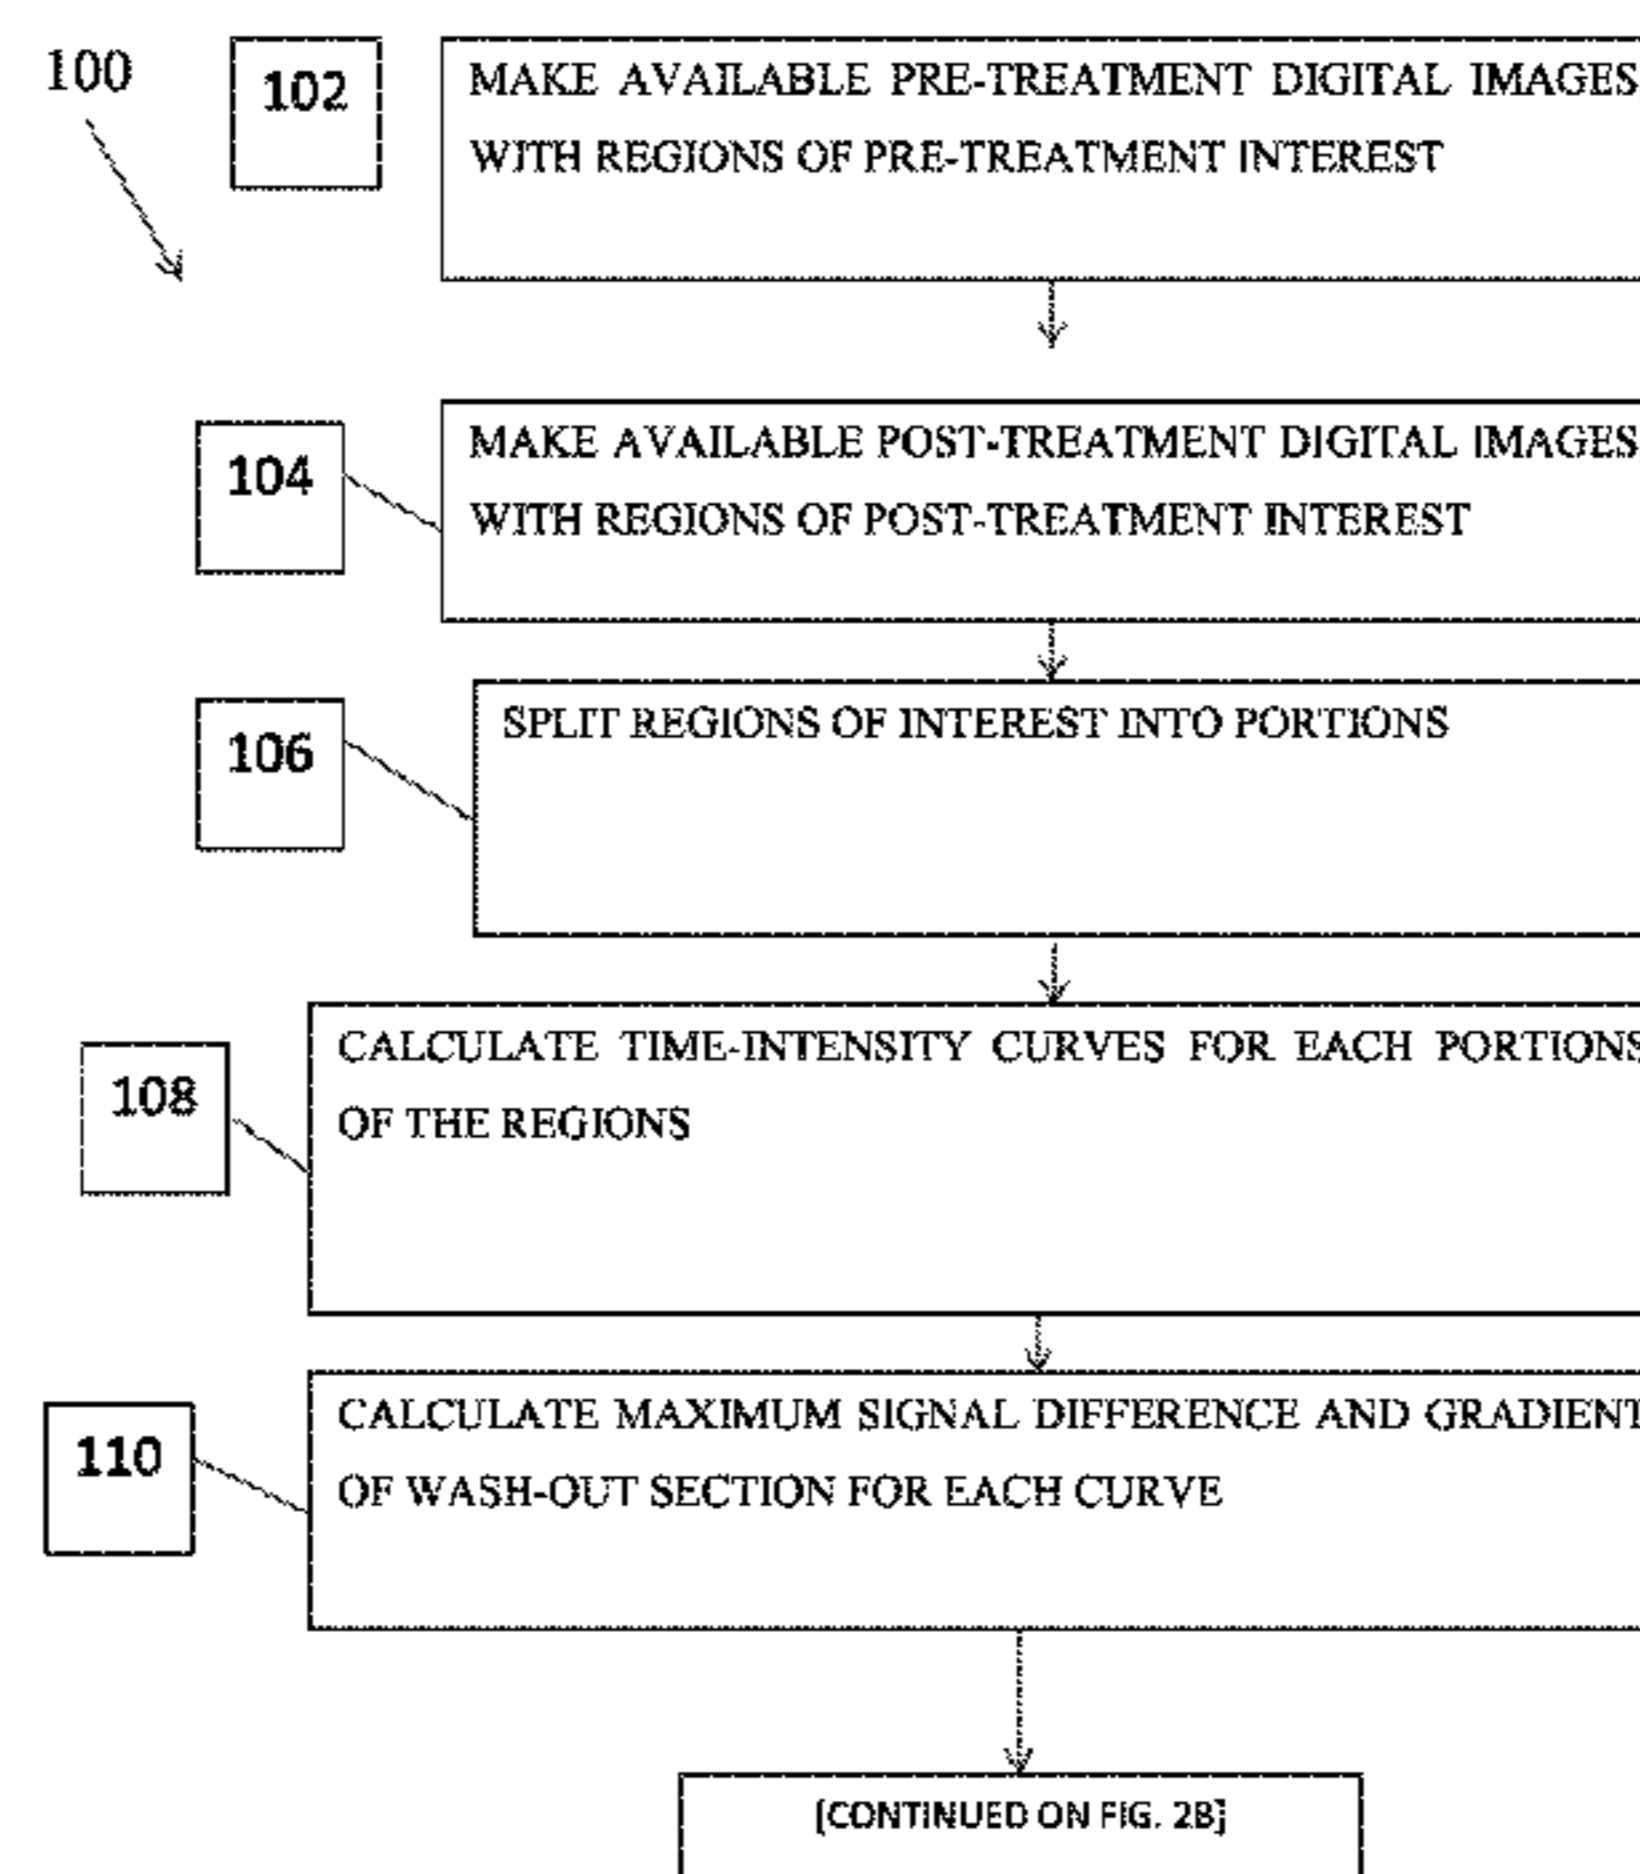 100
102
MAKE AVAILABLE PRE-TREATMENT DIGITAL IMAGES
WITH REGIONS OF PRE-TREATMENT INTEREST
104
MAKE AVAILABLE POST-TREATMENT DIGITAL IMAGES
WITH REGIONS OF POST-TREATMENT INTEREST
106
SPLIT REGIONS OF INTEREST INTO PORTIONS
108
CALCULATE TIME-INTENSITY CURVES FOR EACH PORTIONS
OF THE REGIONS
110
CALCULATE MAXIMUM SIGNAL DIFFERENCE AND GRADIENT
OF WASH-OUT SECTION FOR EACH CURVE
[CONTINUED ON FIG. 2B]